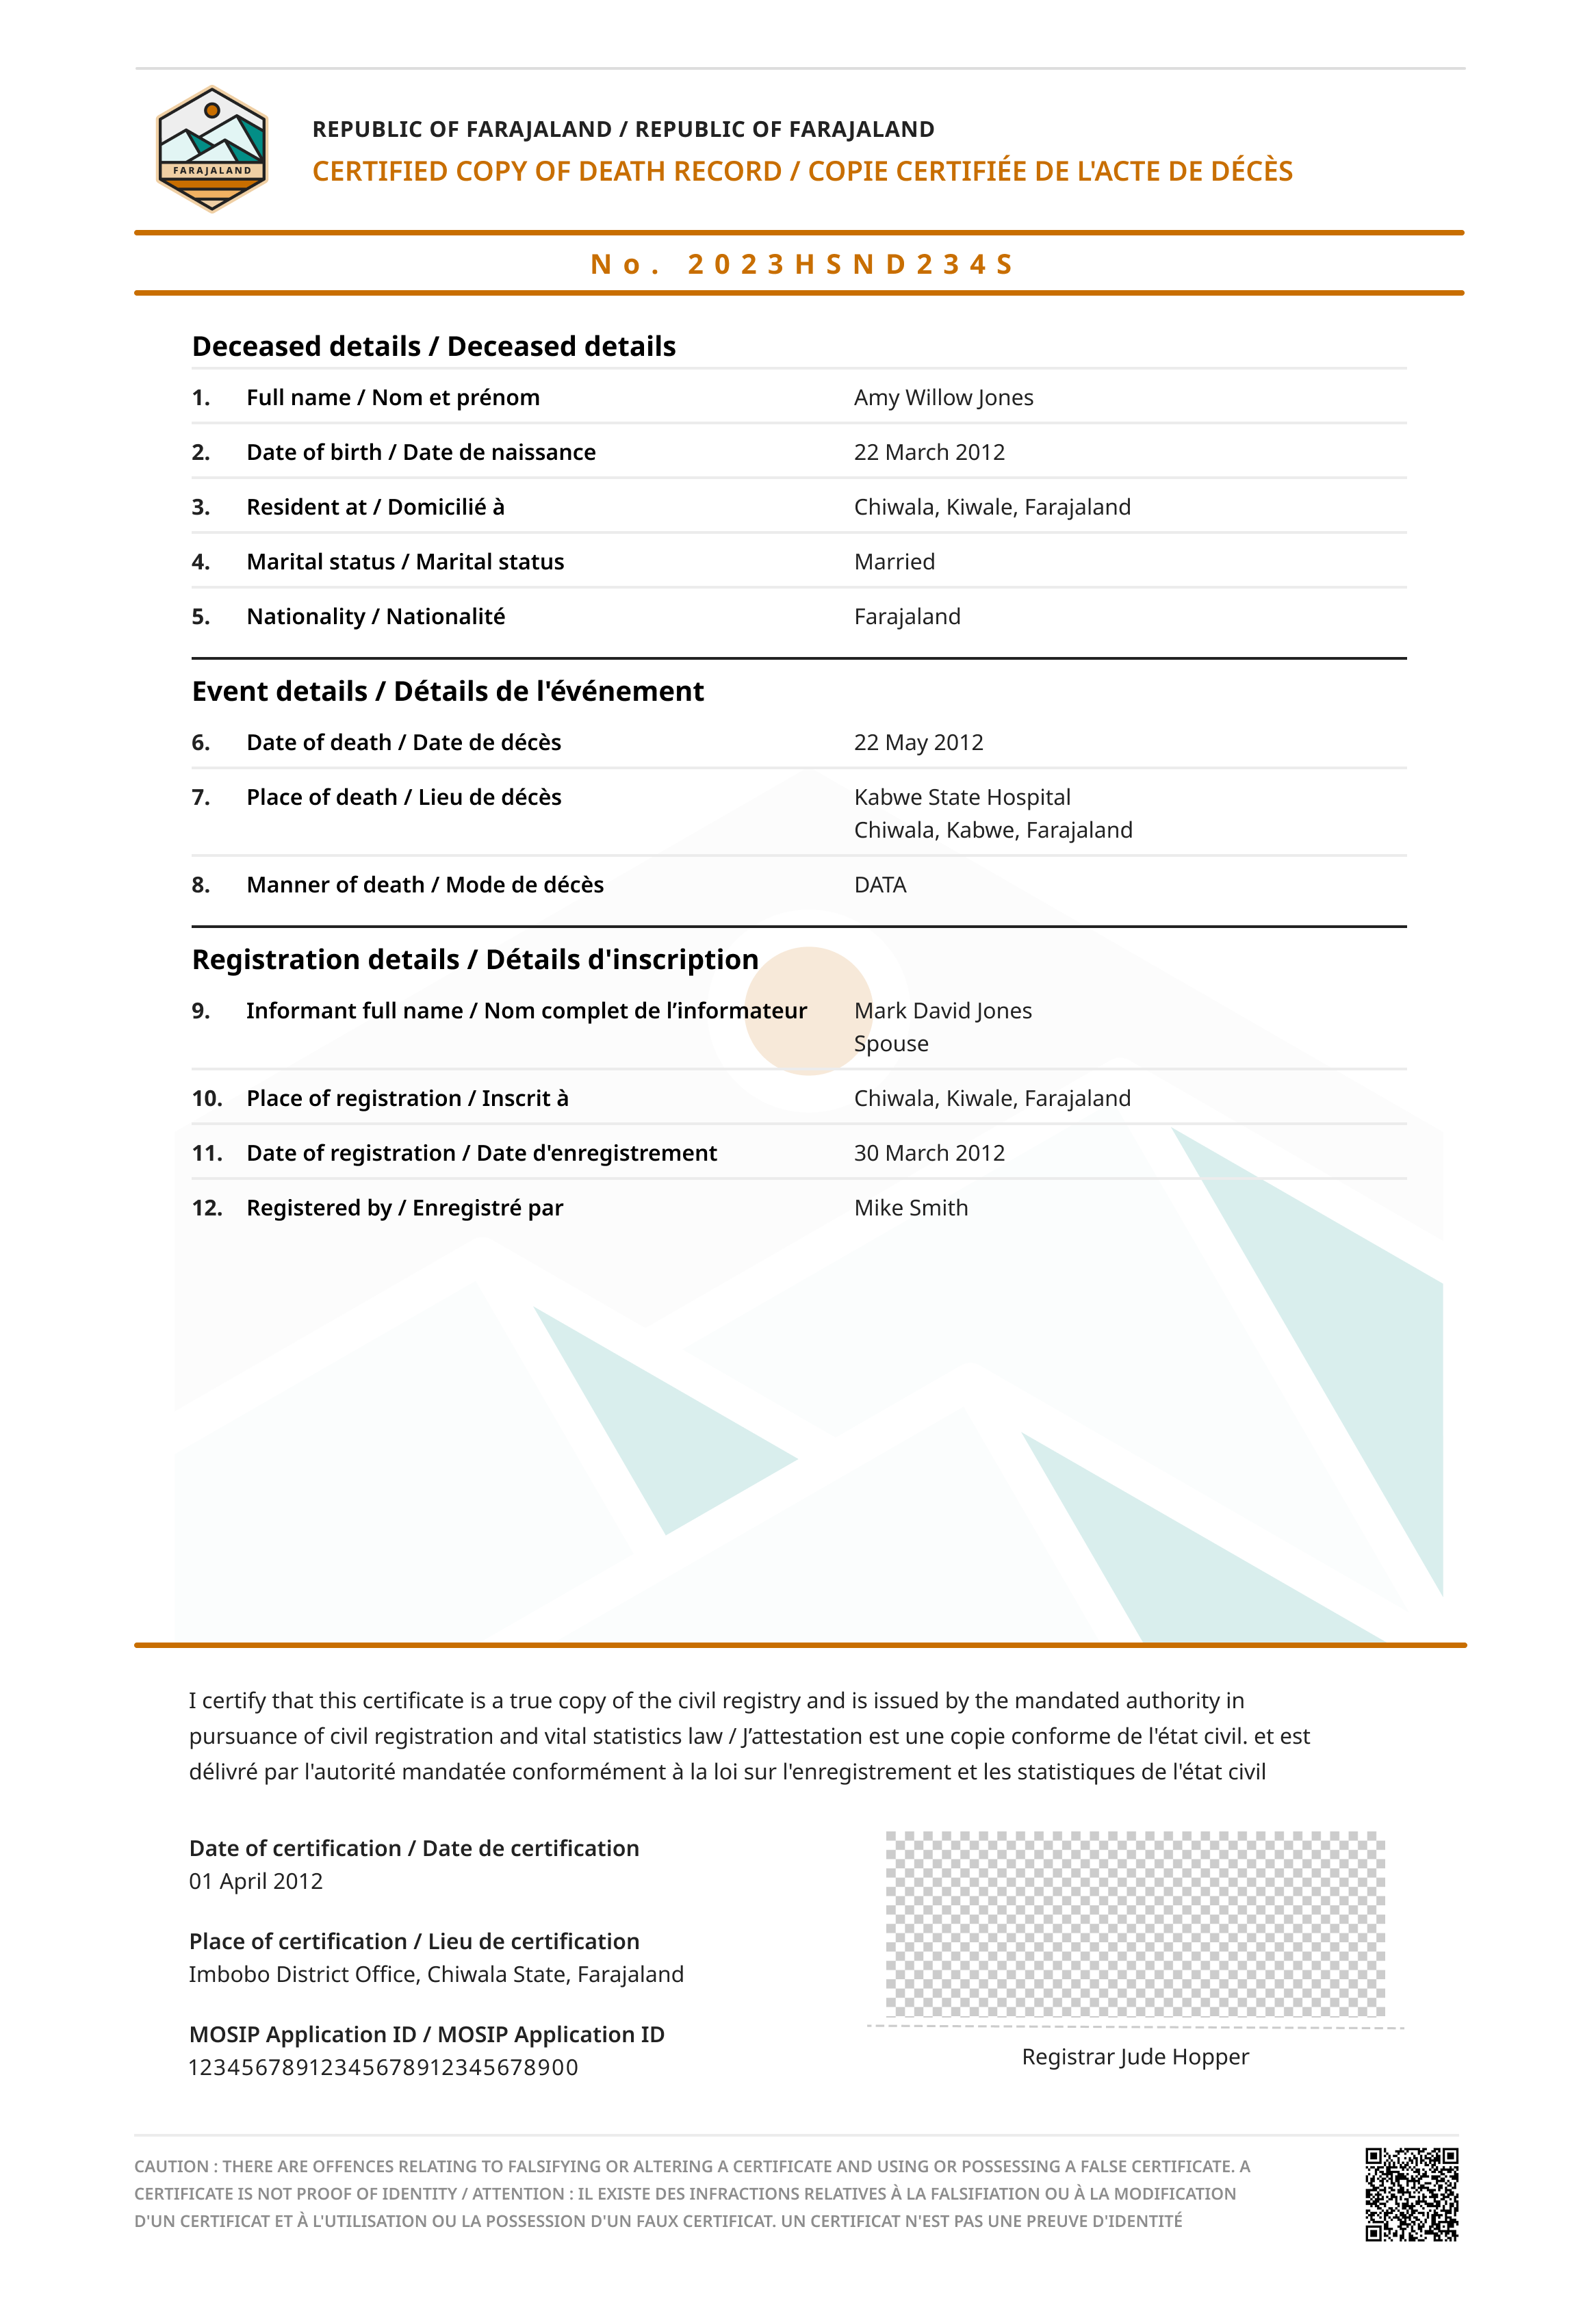 FARAJALAND
REPUBLIC OF FARAJALAND / REPUBLIC OF FARAJALAND
CERTIFIED COPY OF DEATH RECORD / COPIE CERTIFIÉE DE L'ACTE DE DÉCÈS
No. 2023HSND234S
Deceased details / Deceased details
1. Full name / Nom et prénom Amy Willow Jones
2. Date of birth / Date de naissance 22 March 2012
3. Resident at / Domicilié à Chiwala, Kiwale, Farajaland
4. Marital status / Marital status Married
5. Nationality / Nationalité Farajaland
Event details / Détails de l'événement
6. Date of death / Date de décès 22 May 2012
7. Place of death / Lieu de décès Kabwe State Hospital
Chiwala, Kabwe, Farajaland
8. Manner of death / Mode de décès DATA
Registration details / Détails d'inscription
9. Informant full name / Nom complet de l’informateur Mark David Jones
Spouse
10. Place of registration / Inscrit à Chiwala, Kiwale, Farajaland
11. Date of registration / Date d'enregistrement 30 March 2012
12. Registered by / Enregistré par Mike Smith
I certify that this certificate is a true copy of the civil registry and is issued by the mandated authority in
pursuance of civil registration and vital statistics law / J’attestation est une copie conforme de l'état civil. et est
délivré par l'autorité mandatée conformément à la loi sur l'enregistrement et les statistiques de l'état civil
Date of certification / Date de certification
01 April 2012
Place of certification / Lieu de certification
Imbobo District Office, Chiwala State, Farajaland
MOSIP Application ID / MOSIP Application ID
12345678912345678912345678900
Registrar Jude Hopper
CAUTION : THERE ARE OFFENCES RELATING TO FALSIFYING OR ALTERING A CERTIFICATE AND USING OR POSSESSING A FALSE CERTIFICATE. A
CERTIFICATE IS NOT PROOF OF IDENTITY / ATTENTION : IL EXISTE DES INFRACTIONS RELATIVES À LA FALSIFIATION OU À LA MODIFICATION
D'UN CERTIFICAT ET À L'UTILISATION OU LA POSSESSION D'UN FAUX CERTIFICAT. UN CERTIFICAT N'EST PAS UNE PREUVE D'IDENTITÉ